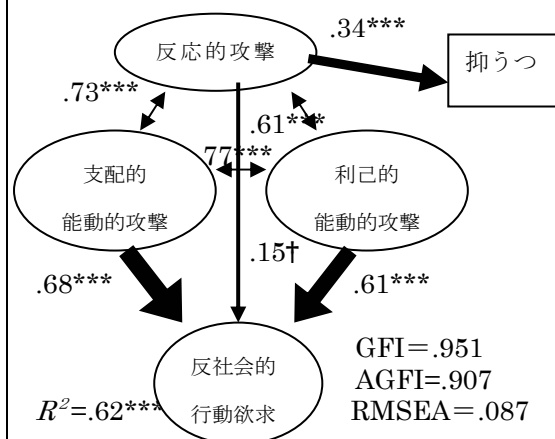 反応的攻撃
.34***
抑うつ
.73***
.61***
.77***
支配的
能動的攻撃
利己的
能動的攻撃
.15†
.68***
.61***
反社会的
行動欲求
R²=.62***
GFI＝.951
AGFI=.907
RMSEA＝.087